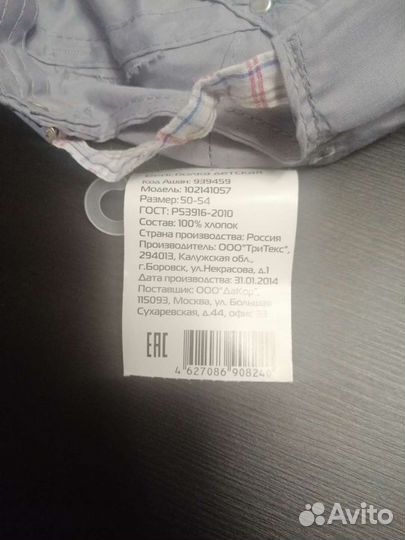 детская
Код Ашан: 939459
Модель: 102141057
Размер: 50-54
ГОСТ: Р53916-2010
Состав: 100% хлопок
Страна производства: Россия
Производитель: ООО"ТриТекс",
294013, Калужская обл.,
г.Боровск, ул.Некрасова, д.1
Дата производства: 31.01.2014
Поставщик: ООО "ДаКор",
115093, Москва, ул. Большая
Сухаревская, д.44, офис 33
EAC
4 627086 908240
Avito